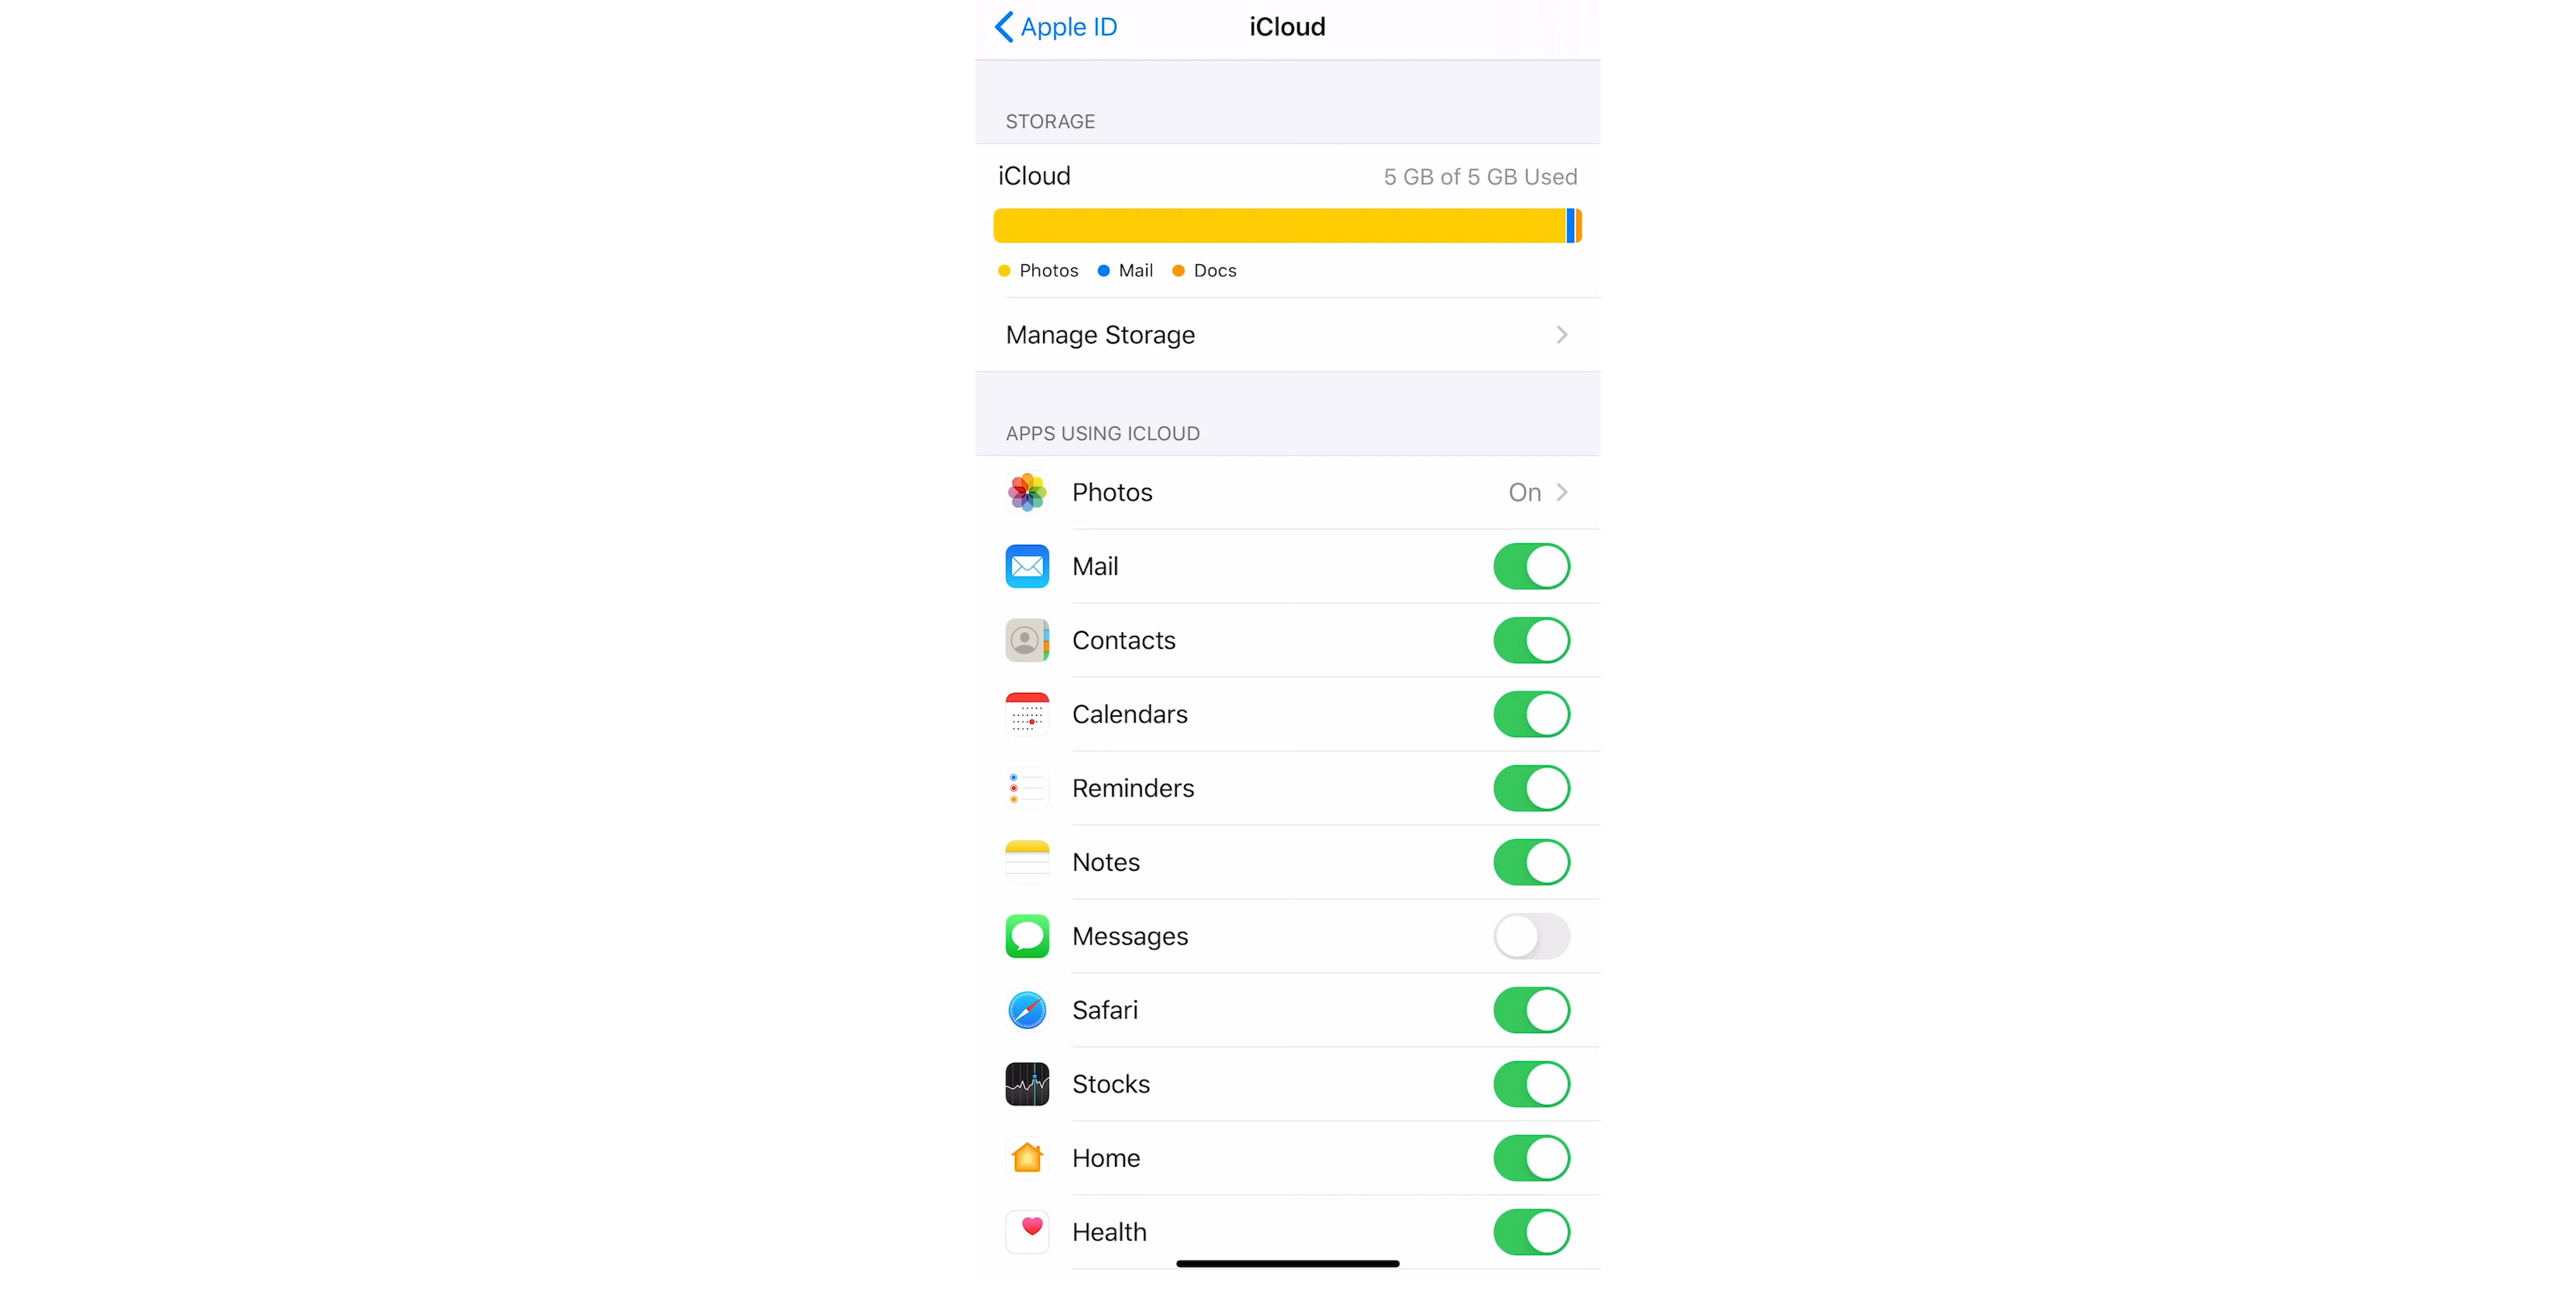 Apple ID
iCloud
STORAGE
iCloud
5 GB of 5 GB Used
Photos
Mail
Docs
Manage Storage
APPS USING ICLOUD
Photos
On
Mail
Contacts
Calendars
Reminders
Notes
Messages
Safari
Stocks
Home
Health